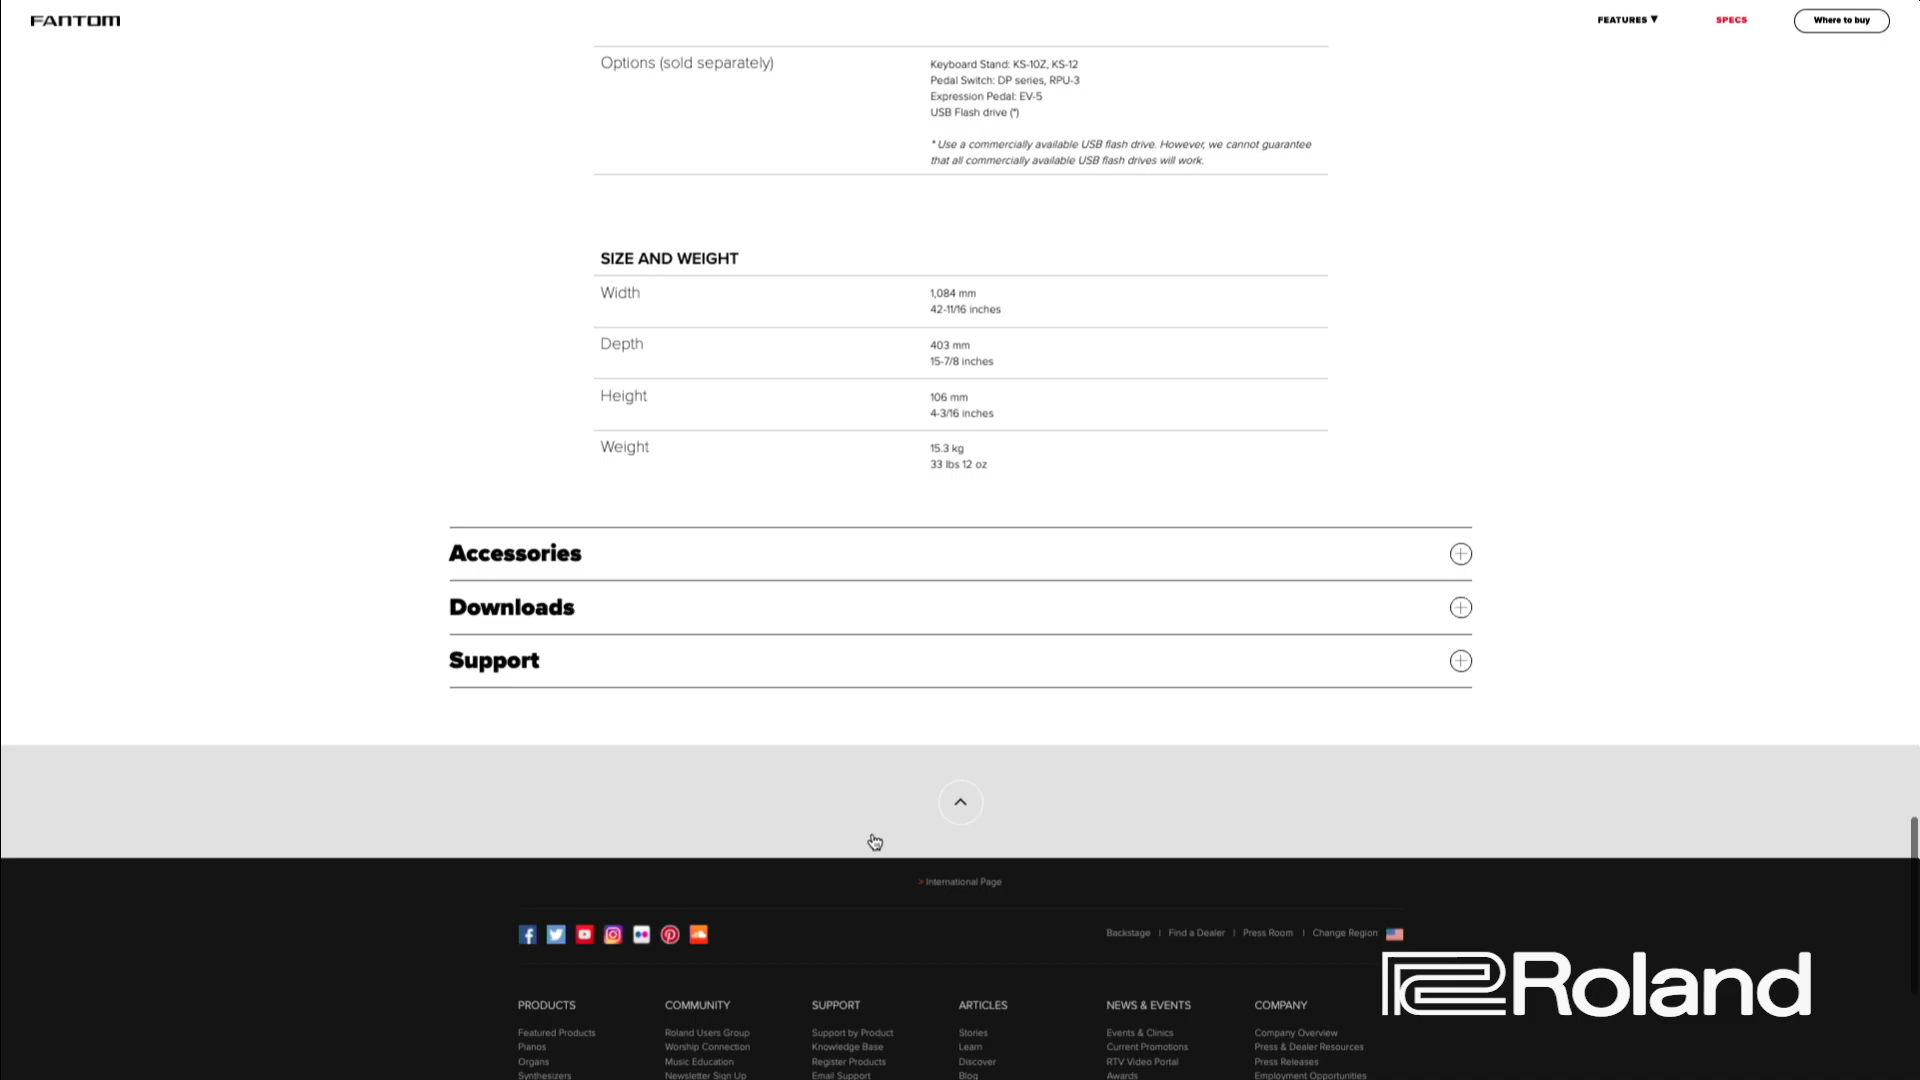 FANTOM
FEATURES ▼
SPECS
Where to buy
Options (sold separately)
Keyboard Stand: KS-10Z, KS-12
Pedal Switch: DP series, RPU-3
Expression Pedal: EV-5
USB Flash drive (*)
* Use a commercially available USB flash drive. However, we cannot guarantee
that all commercially available USB flash drives will work.
SIZE AND WEIGHT
Width
1,084 mm
42-11/16 inches
Depth
403 mm
15-7/8 inches
Height
106 mm
4-3/16 inches
Weight
15.3 kg
33 lbs 12 oz
Accessories
Downloads
Support
> International Page
Backstage | Find a Dealer | Press Room | Change Region
Roland
PRODUCTS
Featured Products
Pianos
Organs
Synthesizers
COMMUNITY
Roland Users Group
Worship Connection
Music Education
Newsletter Sign Up
SUPPORT
Support by Product
Knowledge Base
Register Products
Email Support
ARTICLES
Stories
Learn
Discover
Blog
NEWS & EVENTS
Events & Clinics
Current Promotions
RTV Video Portal
Awards
COMPANY
Company Overview
Press & Dealer Resources
Press Releases
Employment Opportunities